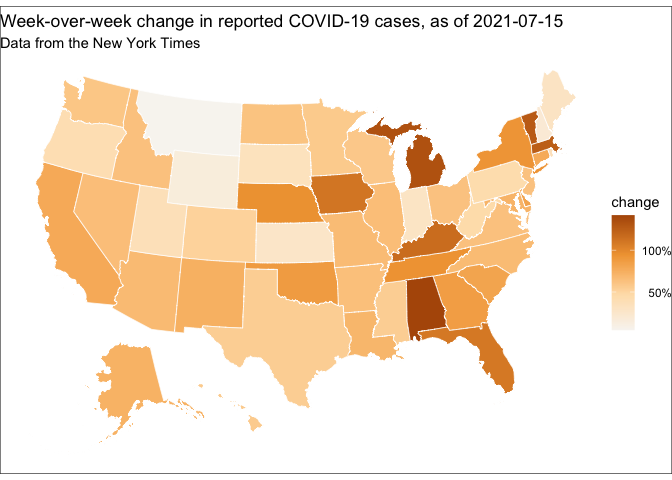 Week-over-week change in reported COVID-19 cases, as of 2021-07-15
Data from the New York Times
change
100%
50%